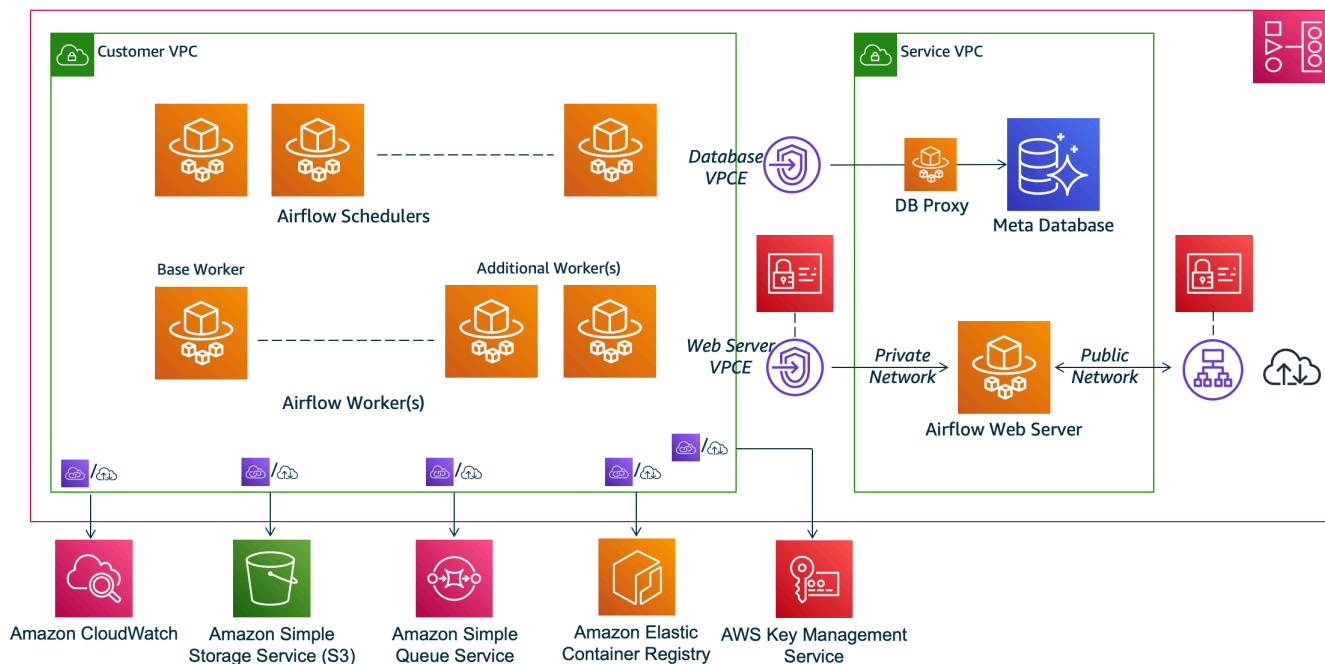 Customer VPC
Service VPC
Database
VPCE
DB Proxy
Meta Database
Airflow Schedulers
Base Worker
Additional Worker(s)
Web Server
VPCE
Private
Network
Public
Network
Airflow Worker(s)
Airflow Web Server
/
/
/
/
/
Amazon CloudWatch
Amazon Simple
Storage Service (S3)
Amazon Simple
Queue Service
Amazon Elastic
Container Registry
AWS Key Management
Service